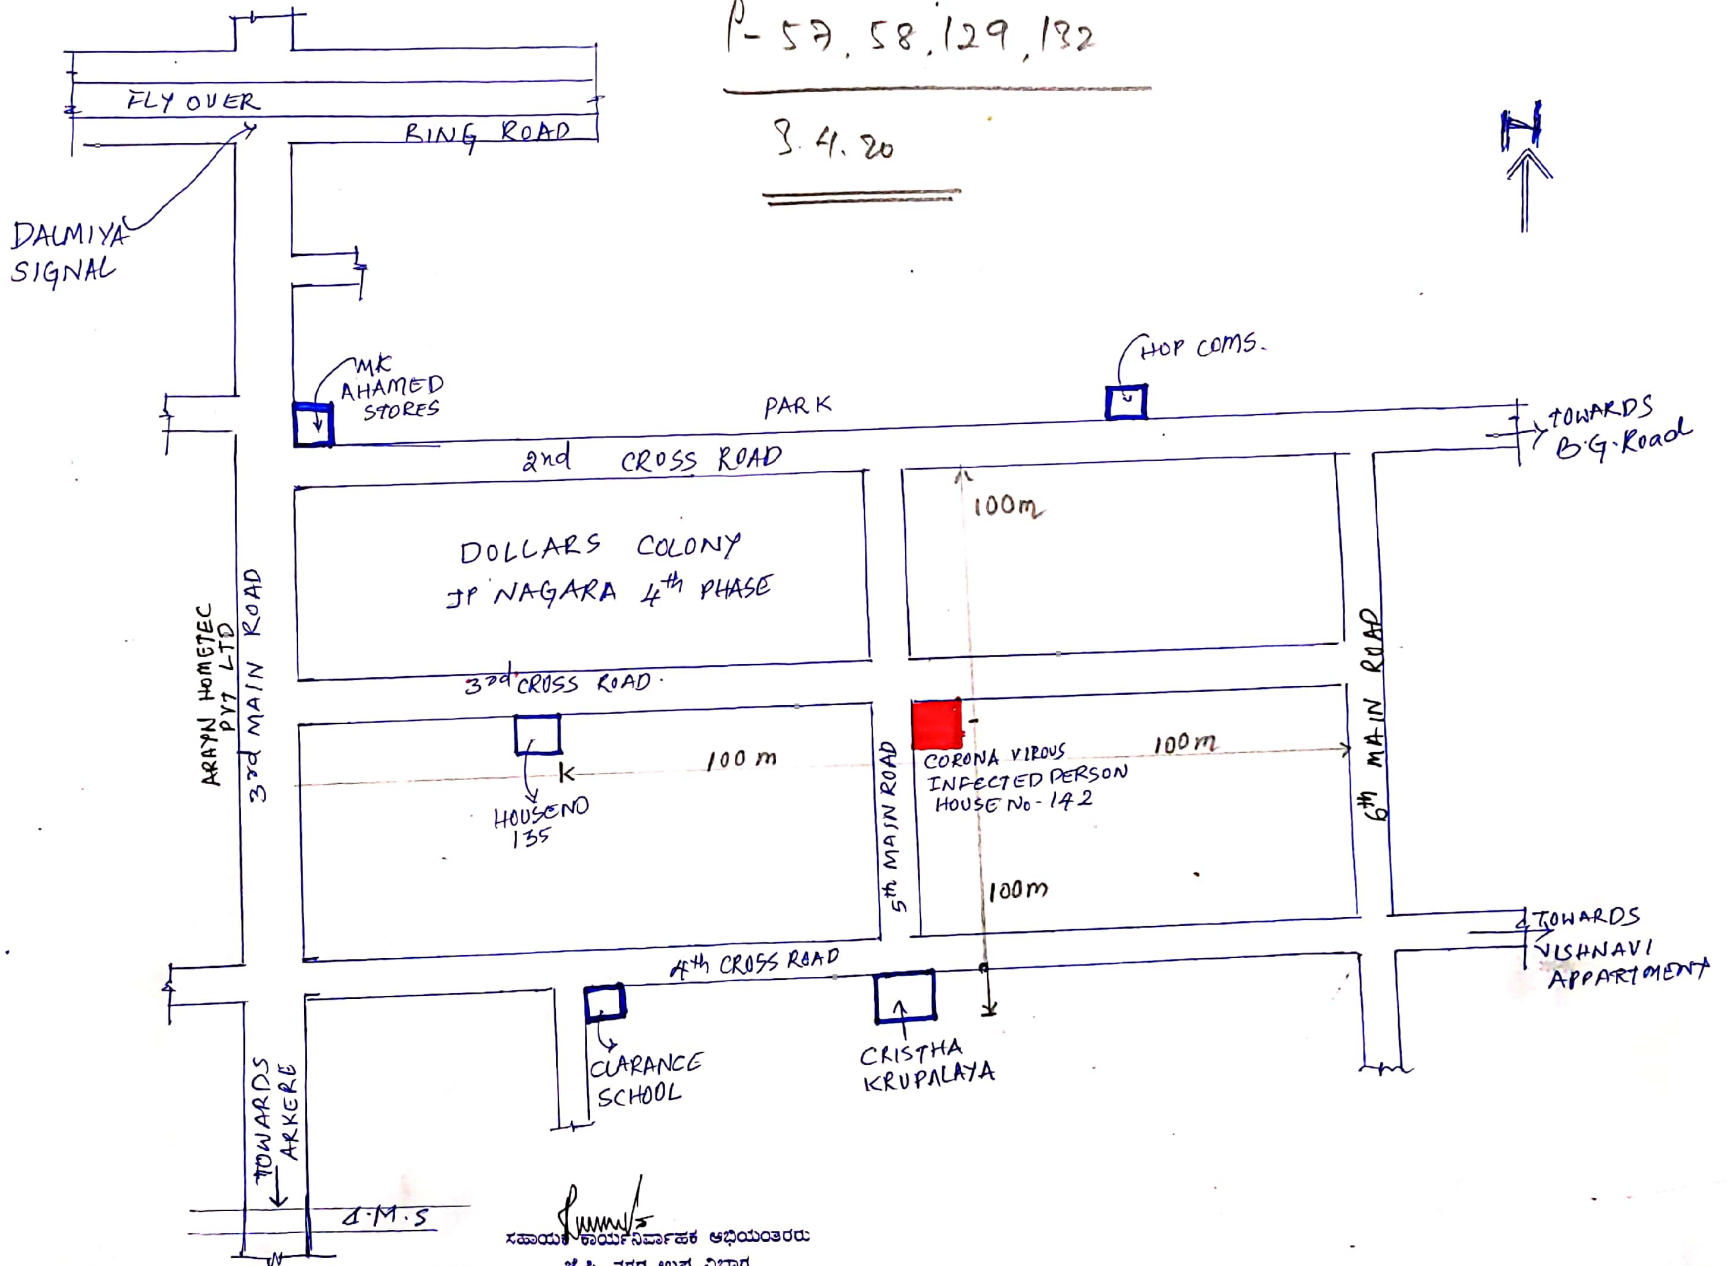 P-57, 58, 129, 132
3.4.20
N
FLY OVER
RING ROAD
DALMIYA
SIGNAL
MK
AHAMED
STORES
HOP COMS.
PARK
TOWARDS
B.G. Road
2nd CROSS ROAD
100m
DOLLARS COLONY
JP NAGARA 4th PHASE
ARAYN HOMETEC
PVT LTD
3rd MAIN ROAD
3rd CROSS ROAD.
6th MAIN ROAD
100m
100m
CORONA VIROUS
INFECTED PERSON
HOUSE No - 142
HOUSE NO
135
5th MAIN ROAD
100m
4th CROSS ROAD
TOWARDS
VISHNAVI
APPARTMENT
CLARANCE
SCHOOL
CRISTHA
KRUPALAYA
TOWARDS
ARKERE
ಸಹಾಯಕ ಕಾರ್ಯನಿರ್ವಾಹಕ ಅಭಿಯಂತರರು